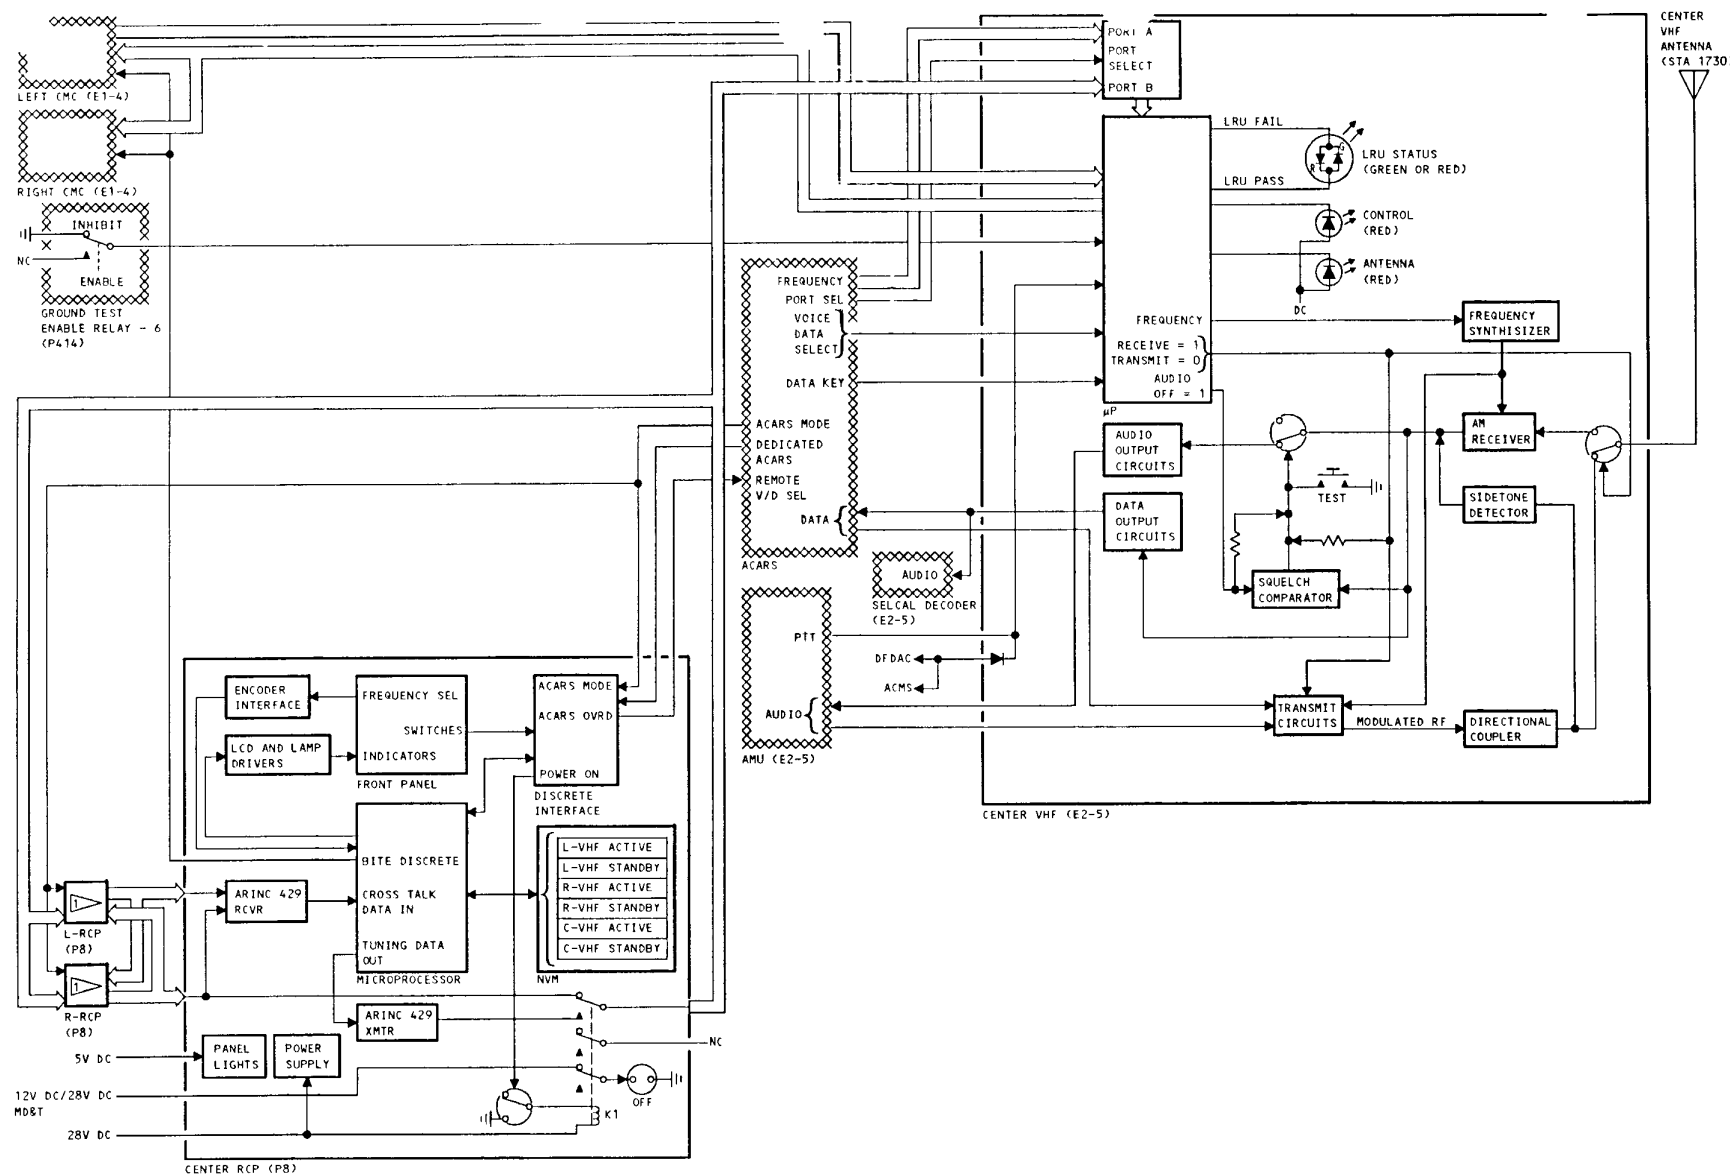 CENTER
VHF
ANTENNA
(STA 1730)
PORT A
PORT
SELECT
PORT B
LEFT CMC (E1-4)
RIGHT CMC (E1-4)
INHIBIT
NC
ENABLE
GROUND TEST
ENABLE RELAY - 6
(P414)
LRU FAIL
G
R
LRU STATUS
(GREEN OR RED)
LRU PASS
CONTROL
(RED)
ANTENNA
(RED)
DC
FREQUENCY
PORT SEL
VOICE
DATA
SELECT
DATA KEY
ACARS MODE
DEDICATED
ACARS
REMOTE
V/D SEL
DATA
ACARS
FREQUENCY
RECEIVE = 1
TRANSMIT = 0
AUDIO
OFF = 1
µP
FREQUENCY
SYNTHISIZER
AM
RECEIVER
AUDIO
OUTPUT
CIRCUITS
TEST
SIDETONE
DETECTOR
DATA
OUTPUT
CIRCUITS
SQUELCH
COMPARATOR
AUDIO
SELCAL DECODER
(E2-5)
PTT
DFDAC
ACMS
AUDIO
AMU (E2-5)
TRANSMIT
CIRCUITS
MODULATED RF
DIRECTIONAL
COUPLER
CENTER VHF (E2-5)
ENCODER
INTERFACE
FREQUENCY SEL
SWITCHES
INDICATORS
FRONT PANEL
LCD AND LAMP
DRIVERS
ACARS MODE
ACARS OVRD
POWER ON
DISCRETE
INTERFACE
BITE DISCRETE
CROSS TALK
DATA IN
TUNING DATA
OUT
MICROPROCESSOR
L-VHF ACTIVE
L-VHF STANDBY
R-VHF ACTIVE
R-VHF STANDBY
C-VHF ACTIVE
C-VHF STANDBY
NVM
ARINC 429
RCVR
1
L-RCP
(P8)
1
R-RCP
(P8)
ARINC 429
XMTR
PANEL
LIGHTS
POWER
SUPPLY
5V DC
NC
12V DC/28V DC
MD&T
OFF
K1
28V DC
CENTER RCP (P8)